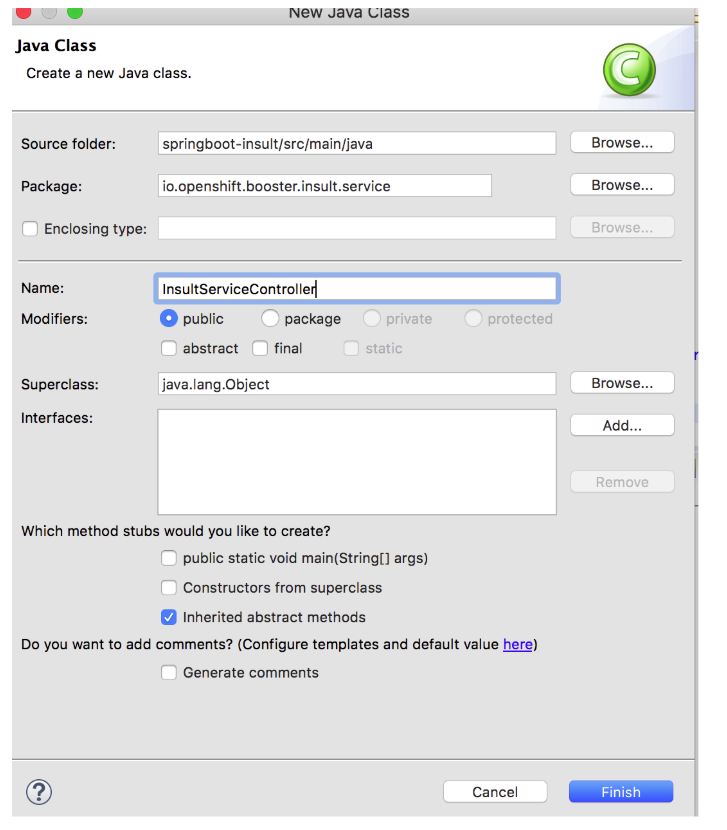 New Java Class
Java Class
Create a new Java class.
C
Source folder: springboot-insult/src/main/java Browse...
Package: io.openshift.booster.insult.service Browse...
Enclosing type: Browse...
Name: InsultServiceController
Modifiers: public package private protected
abstract final static
Superclass: java.lang.Object Browse...
Interfaces: Add...
Remove
Which method stubs would you like to create?
public static void main(String[] args)
Constructors from superclass
Inherited abstract methods
Do you want to add comments? (Configure templates and default value here)
Generate comments
? Cancel Finish